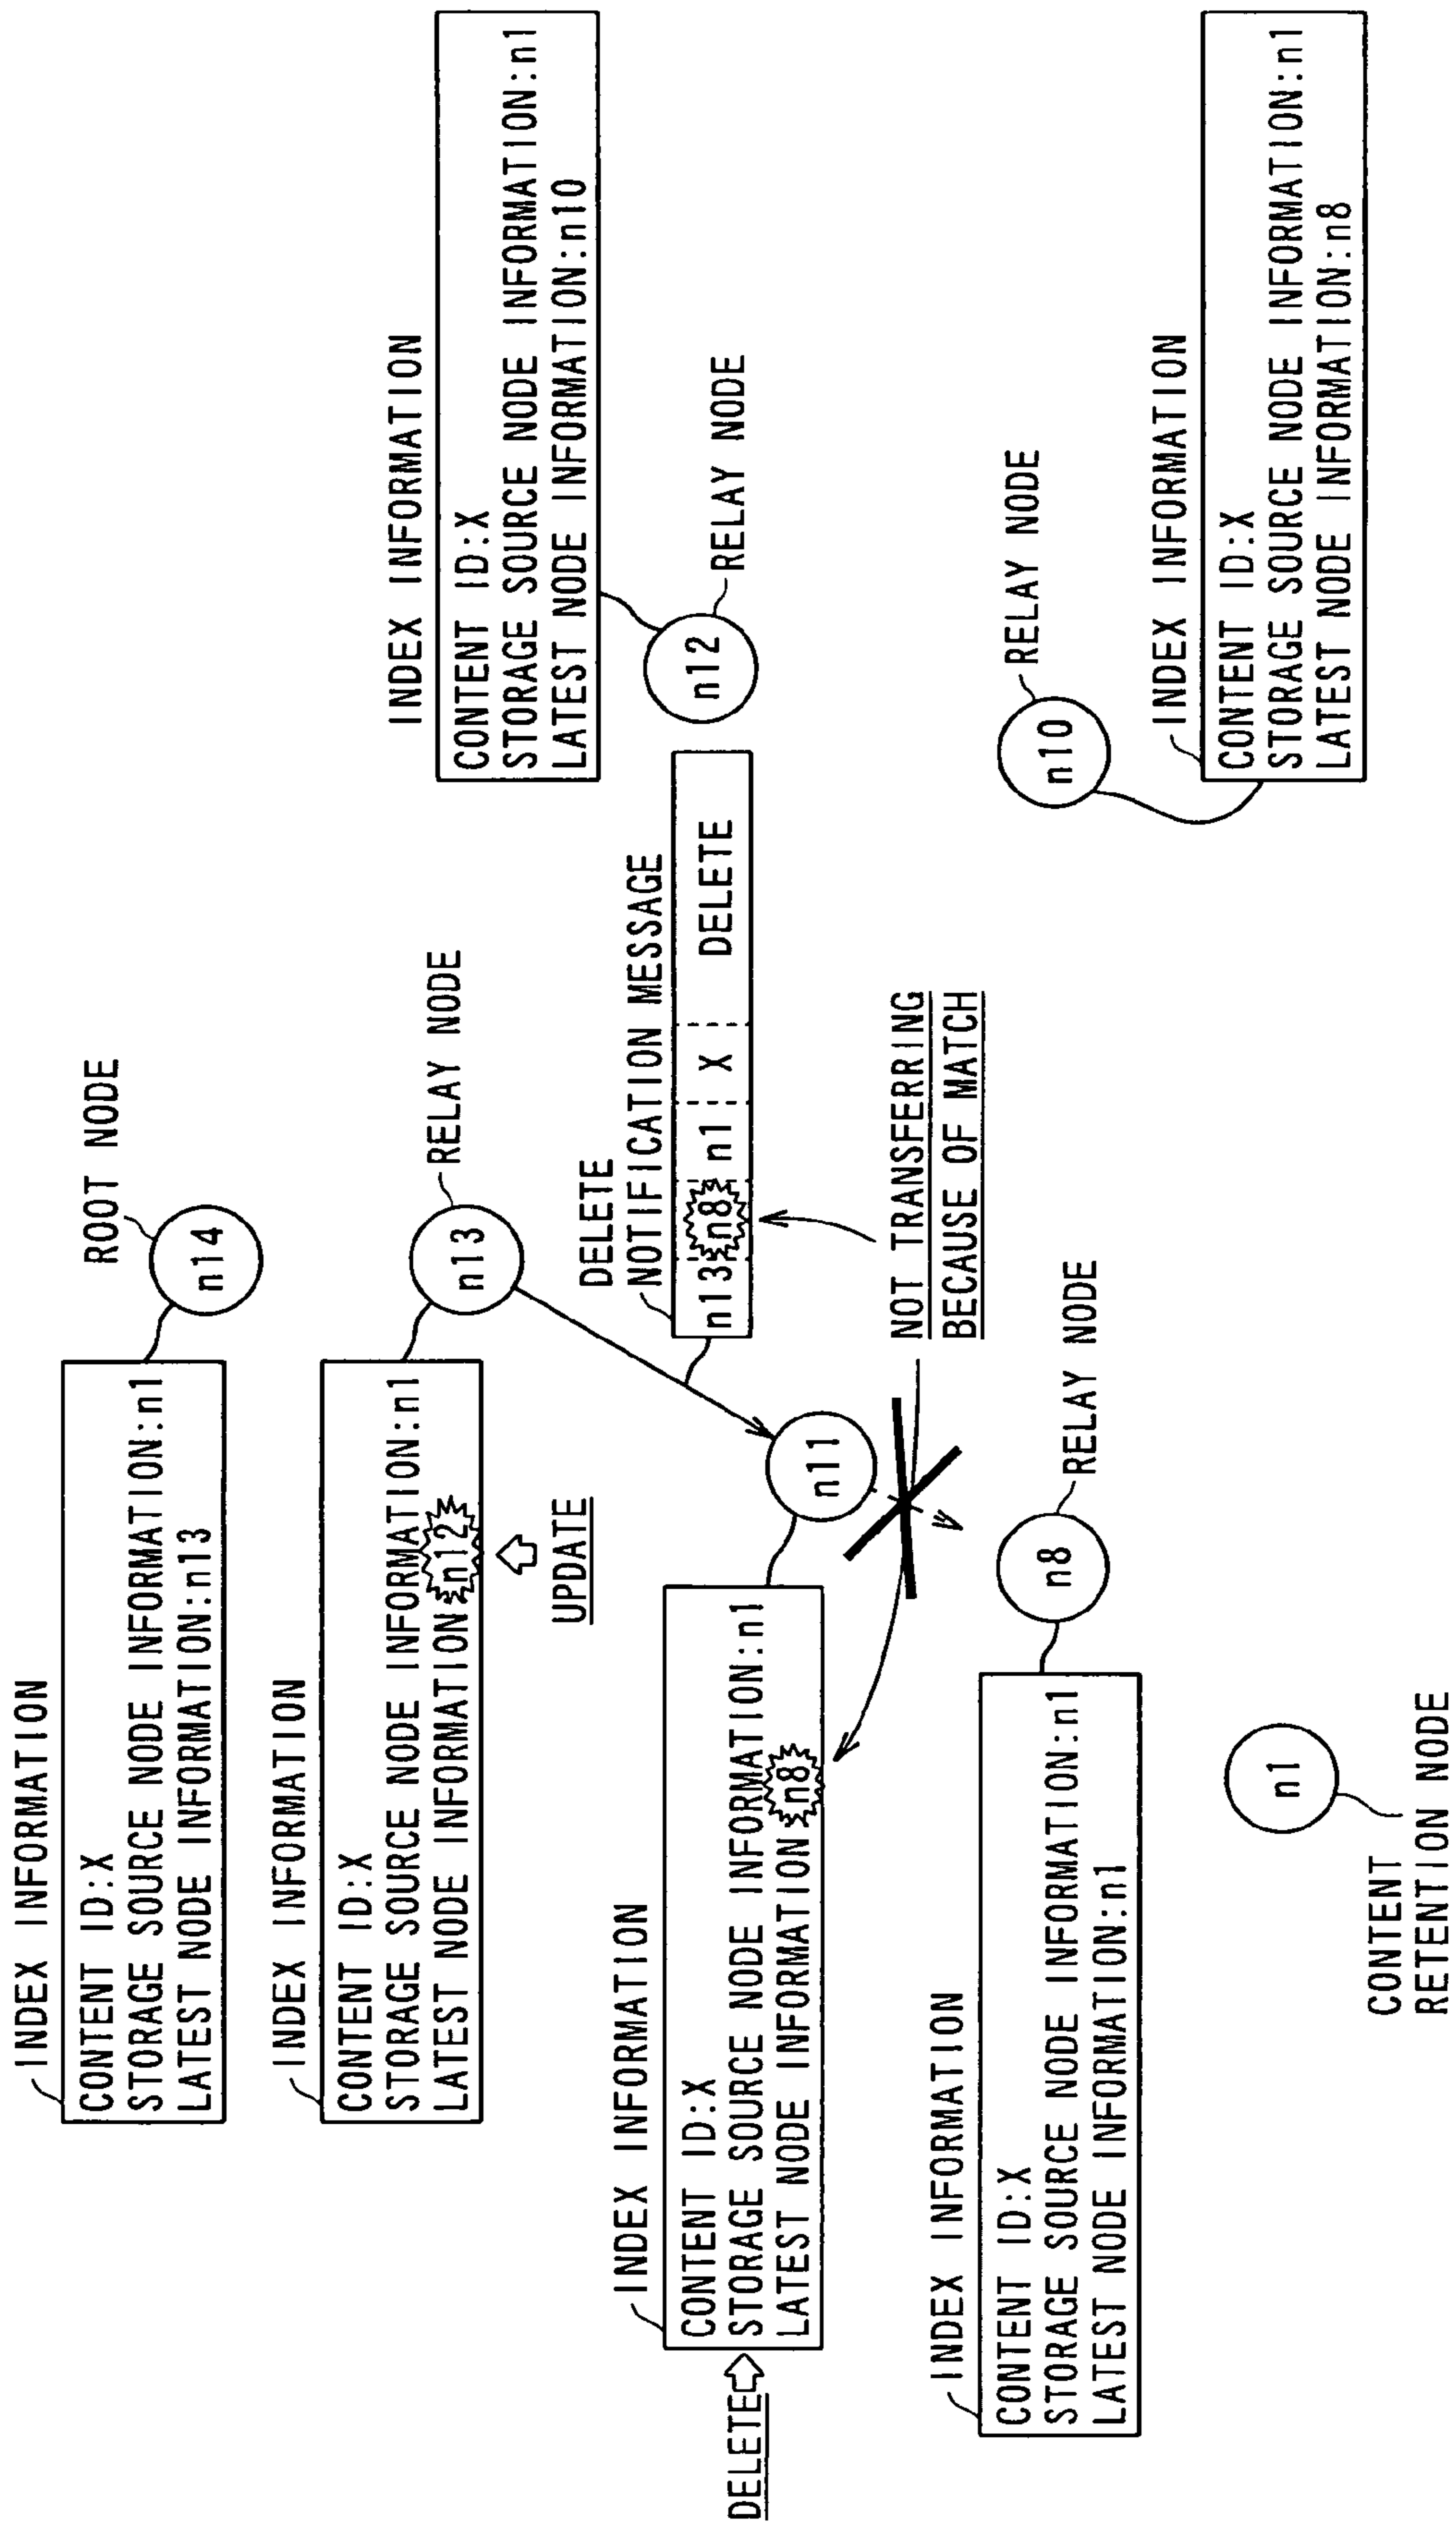 INDEX INFORMATION
CONTENT ID:X
STORAGE SOURCE NODE INFORMATION:n1
LATEST NODE INFORMATION:n13
ROOT NODE
n14
INDEX INFORMATION
CONTENT ID:X
STORAGE SOURCE NODE INFORMATION:n1
LATEST NODE INFORMATION:n12
UPDATE
n13
RELAY NODE
INDEX INFORMATION
CONTENT ID:X
STORAGE SOURCE NODE INFORMATION:n1
LATEST NODE INFORMATION:n10
n12
RELAY NODE
DELETE
NOTIFICATION MESSAGE
n13 n8 n1 X DELETE
INDEX INFORMATION
CONTENT ID:X
STORAGE SOURCE NODE INFORMATION:n1
LATEST NODE INFORMATION:n8
DELETE
n11
NOT TRANSFERRING
BECAUSE OF MATCH
INDEX INFORMATION
CONTENT ID:X
STORAGE SOURCE NODE INFORMATION:n1
LATEST NODE INFORMATION:n1
n8
RELAY NODE
n10
RELAY NODE
INDEX INFORMATION
CONTENT ID:X
STORAGE SOURCE NODE INFORMATION:n1
LATEST NODE INFORMATION:n8
n1
CONTENT
RETENTION NODE